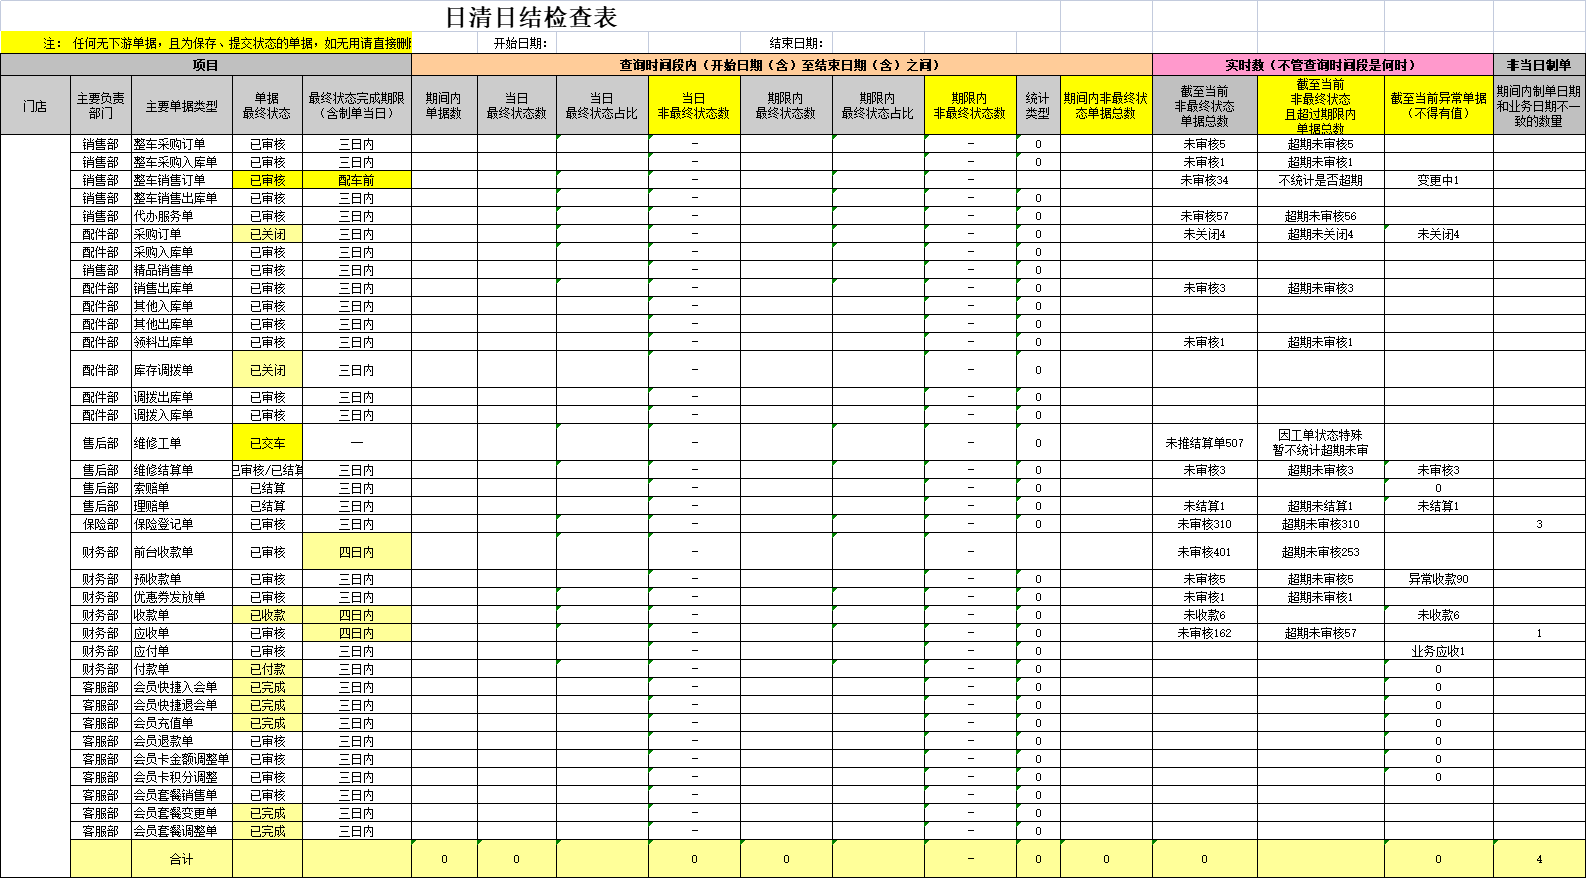 日清日结检查表
注： 任何无下游单据，且为保存、提交状态的单据，如无用请直接删 开始日期： 结束日期：
项目 查询时间段内（开始日期（含）至结束日期（含）之间） 实时数（不管查询时间段是何时） 非当日制单
门店 主要负责部门 主要单据类型 单据最终状态 最终状态完成期限（含制单当日） 期间内单据数 当日最终状态数 当日最终状态占比 当日非最终状态数 期限内最终状态数 期限内最终状态占比 期限内非最终状态数 统计类型 期间内非最终状态单据总数 截至当前非最终状态单据总数 截至当前非最终状态且超过期限内单据总数 截至当前异常单据（不得有值） 期间内制单日期和业务日期不一致的数量
销售部 整车采购订单 已审核 三日内 – – 0 未审核5 超期未审核5
销售部 整车采购入库单 已审核 三日内 – – 0 未审核1 超期未审核1
销售部 整车销售订单 已审核 配车前 – – 未审核34 不统计是否超期 变更中1
销售部 整车销售出库单 已审核 三日内 – – 0
销售部 代办服务单 已审核 三日内 – – 0 未审核57 超期未审核56
配件部 采购订单 已关闭 三日内 – – 0 未关闭4 超期未关闭4 未关闭4
配件部 采购入库单 已审核 三日内 – – 0
销售部 精品销售单 已审核 三日内 – – 0
配件部 销售出库单 已审核 三日内 – – 0 未审核3 超期未审核3
配件部 其他入库单 已审核 三日内 – – 0
配件部 其他出库单 已审核 三日内 – – 0
配件部 领料出库单 已审核 三日内 – – 0 未审核1 超期未审核1
配件部 库存调拨单 已关闭 三日内 – – 0
配件部 调拨出库单 已审核 三日内 – – 0
配件部 调拨入库单 已审核 三日内 – – 0
售后部 维修工单 已交车 — – – 0 未推结算单507 因工单状态特殊暂不统计超期未审
售后部 维修结算单 已审核/已结算 三日内 – – 0 未审核3 超期未审核3 未审核3
售后部 索赔单 已结算 三日内 – – 0 0
售后部 理赔单 已结算 三日内 – – 0 未结算1 超期未结算1 未结算1
保险部 保险登记单 已审核 三日内 – – 0 未审核310 超期未审核310 3
财务部 前台收款单 已审核 四日内 – – 未审核401 超期未审核253
财务部 预收款单 已审核 三日内 – – 0 未审核5 超期未审核5 异常收款90
财务部 优惠券发放单 已审核 三日内 – – 0 未审核1 超期未审核1
财务部 收款单 已收款 四日内 – – 0 未收款6 未收款6
财务部 应收单 已审核 四日内 – – 0 未审核162 超期未审核57 1
财务部 应付单 已审核 三日内 – – 0 业务应收1
财务部 付款单 已付款 三日内 – – 0 0
客服部 会员快捷入会单 已完成 三日内 – – 0 0
客服部 会员快捷退会单 已完成 三日内 – – 0 0
客服部 会员充值单 已完成 三日内 – – 0 0
客服部 会员退款单 已审核 三日内 – – 0 0
客服部 会员卡金额调整单 已审核 三日内 – – 0 0
客服部 会员卡积分调整 已审核 三日内 – – 0 0
客服部 会员套餐销售单 已审核 三日内 – – 0
客服部 会员套餐变更单 已完成 三日内 – – 0
客服部 会员套餐调整单 已完成 三日内 – – 0
合计 0 0 0 0 – 0 0 0 0 4